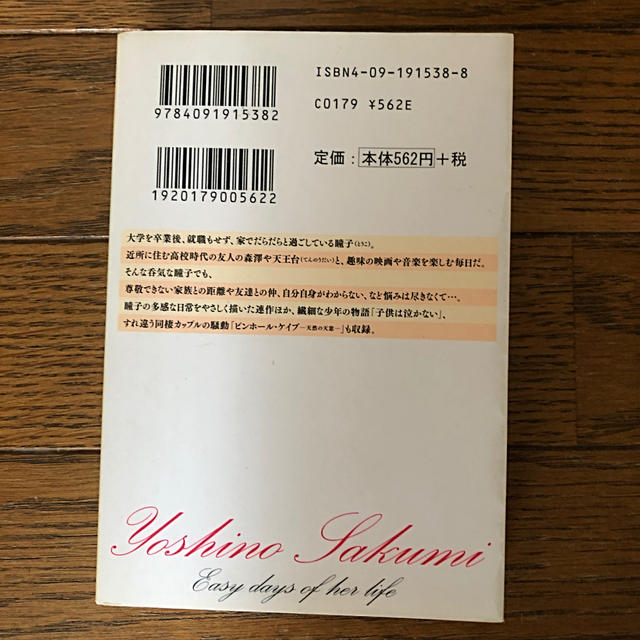 ISBN4-09-191538-8
9784091915382
C0179 ¥562E
定価：本体562円+税
1920179005622
大学を卒業後、就職もせず、家でだらだらと過ごしている瞳子(とうこ)。
近所に住む高校時代の友人の森澤や天王台(てんのうだい)と、趣味の映画や音楽を楽しむ毎日だ。
そんな呑気な瞳子でも、
尊敬できない家族との距離や友達との仲、自分自身がわからない、など悩みは尽きなくて…。
瞳子の多感な日常をやさしく描いた連作ほか、繊細な少年の物語「子供は泣かない」、
すれ違う同棲カップルの騒動「ピンホール・ケイブ―天然の天窓―」も収録。
Yoshino Sakumi
Easy days of her life